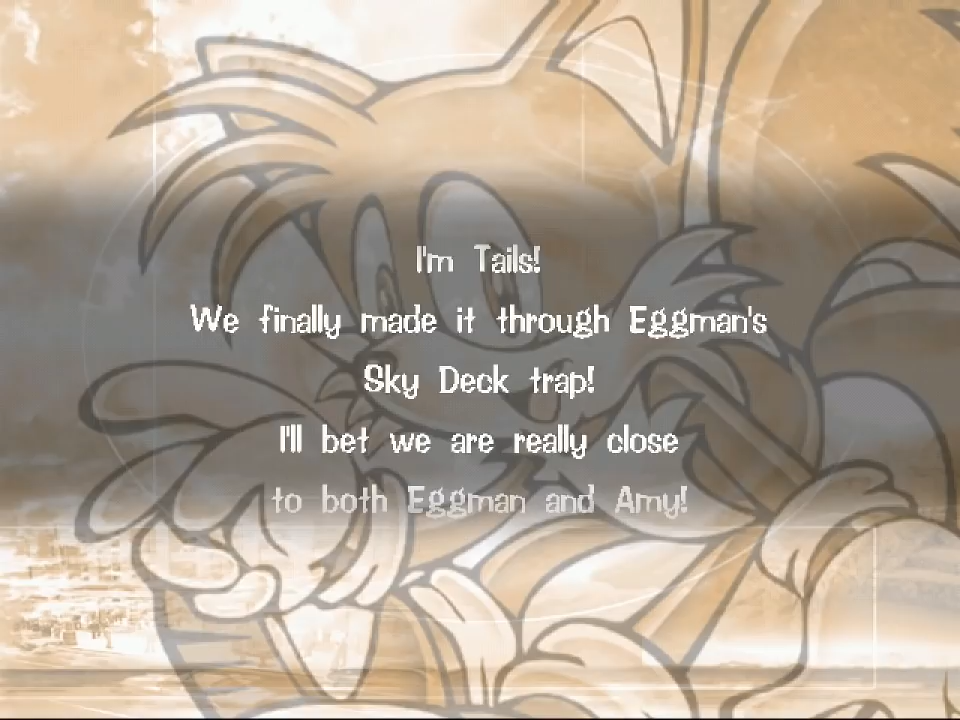 I'm Tails!
We finally made it through Eggman's
Sky Deck trap!
I'll bet we are really close
to both Eggman and Amy!